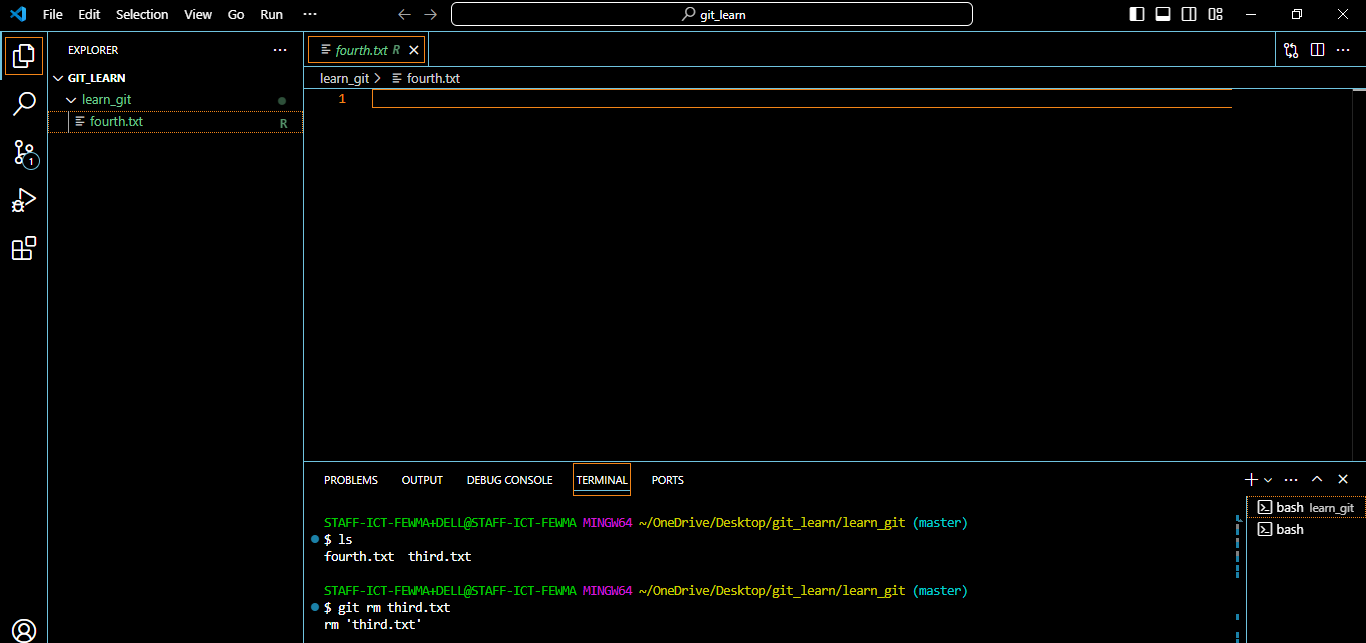 File Edit Selection View Go Run ···
git_learn
EXPLORER ···
GIT_LEARN
learn_git
fourth.txt R
1
fourth.txt R
learn_git > fourth.txt
1
PROBLEMS OUTPUT DEBUG CONSOLE TERMINAL PORTS
STAFF-ICT-FEWMA+DELL@STAFF-ICT-FEWMA MINGW64 ~/OneDrive/Desktop/git_learn/learn_git (master)
$ ls
fourth.txt  third.txt
STAFF-ICT-FEWMA+DELL@STAFF-ICT-FEWMA MINGW64 ~/OneDrive/Desktop/git_learn/learn_git (master)
$ git rm third.txt
rm 'third.txt'
bash learn_git
bash